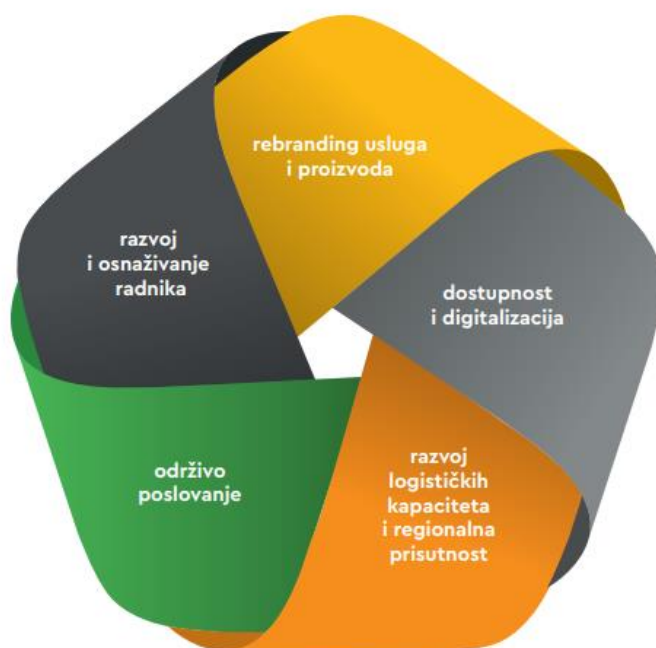 rebranding usluga
i proizvoda
dostupnost
i digitalizacija
razvoj
logističkih
kapaciteta
i regionalna
prisutnost
održivo
poslovanje
razvoj
i osnaživanje
radnika